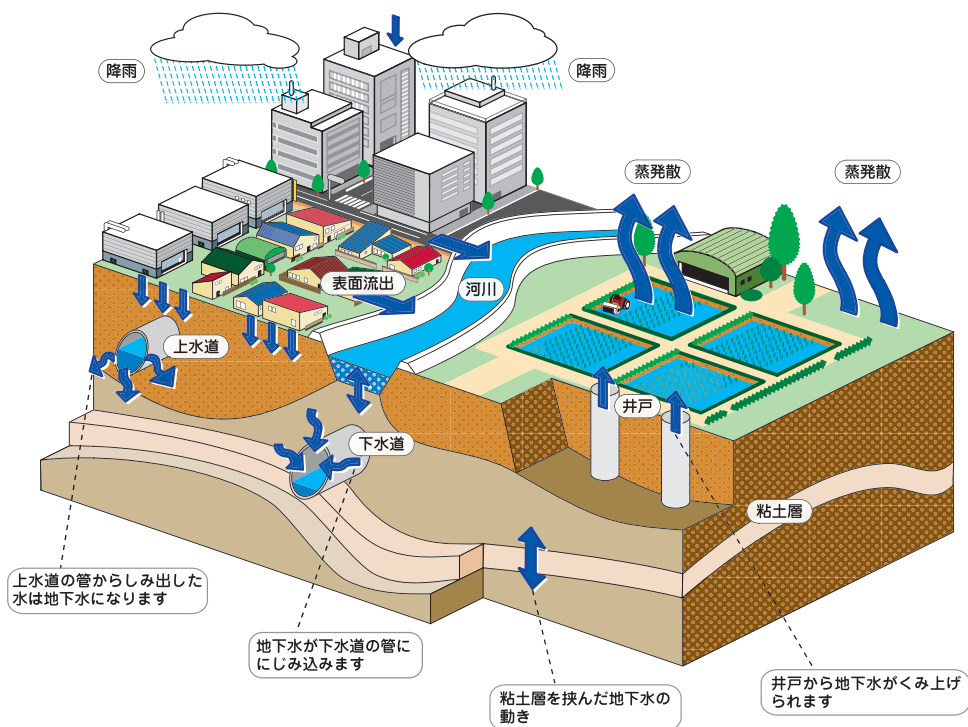 降雨
降雨
蒸発散
蒸発散
表面流出
河川
上水道
井戸
下水道
粘土層
上水道の管からしみ出した
水は地下水になります
地下水が下水道の管に
にじみ込みます
粘土層を挟んだ地下水の
動き
井戸から地下水がくみ上げ
られます